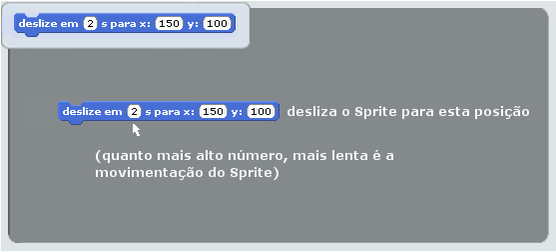 deslize em 2 s para x: 150 y: 100
deslize em 2 s para x: 150 y: 100 desliza o Sprite para esta posição
(quanto mais alto número, mais lenta é a
movimentação do Sprite)